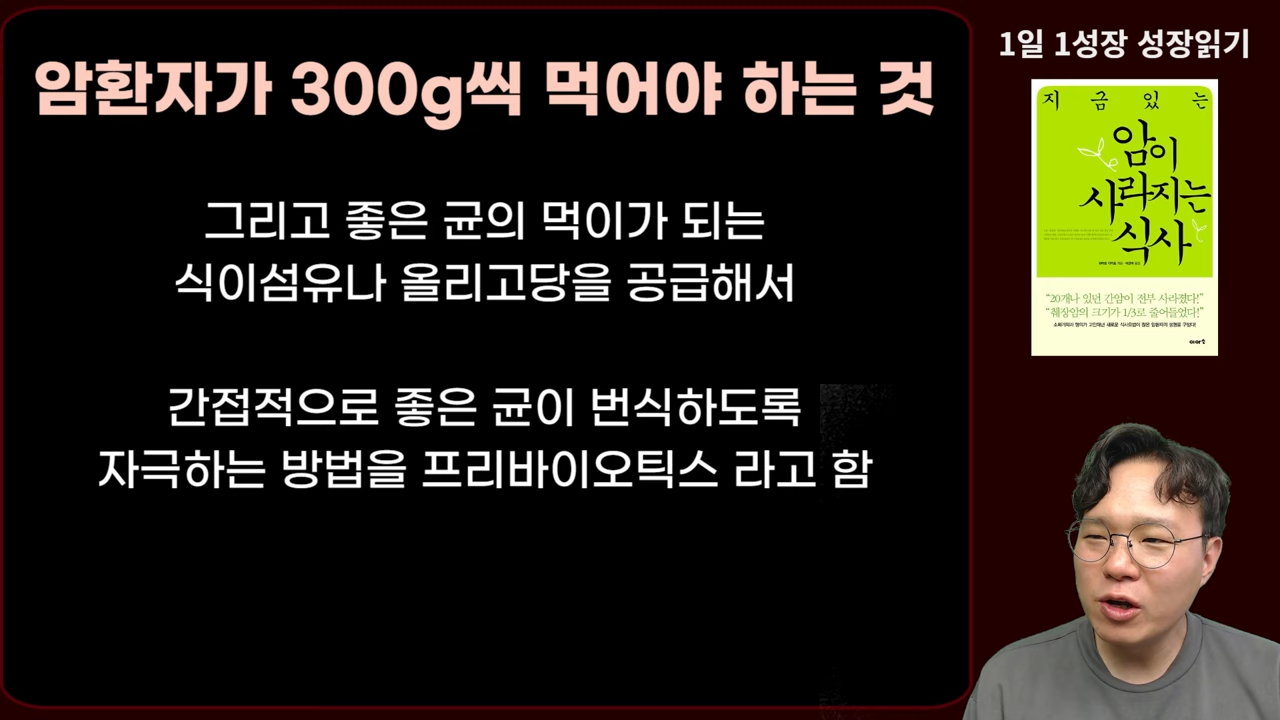 암환자가 300g씩 먹어야 하는 것
그리고 좋은 균의 먹이가 되는
식이섬유나 올리고당을 공급해서
간접적으로 좋은 균이 번식하도록
자극하는 방법을 프리바이오틱스 라고 함
1일 1성장 성장읽기
지금있는
암이
사라지는
식사
“20개나 있던 간암이 전부 사라졌다!”
“췌장암의 크기가 1/3로 줄어들었다!”